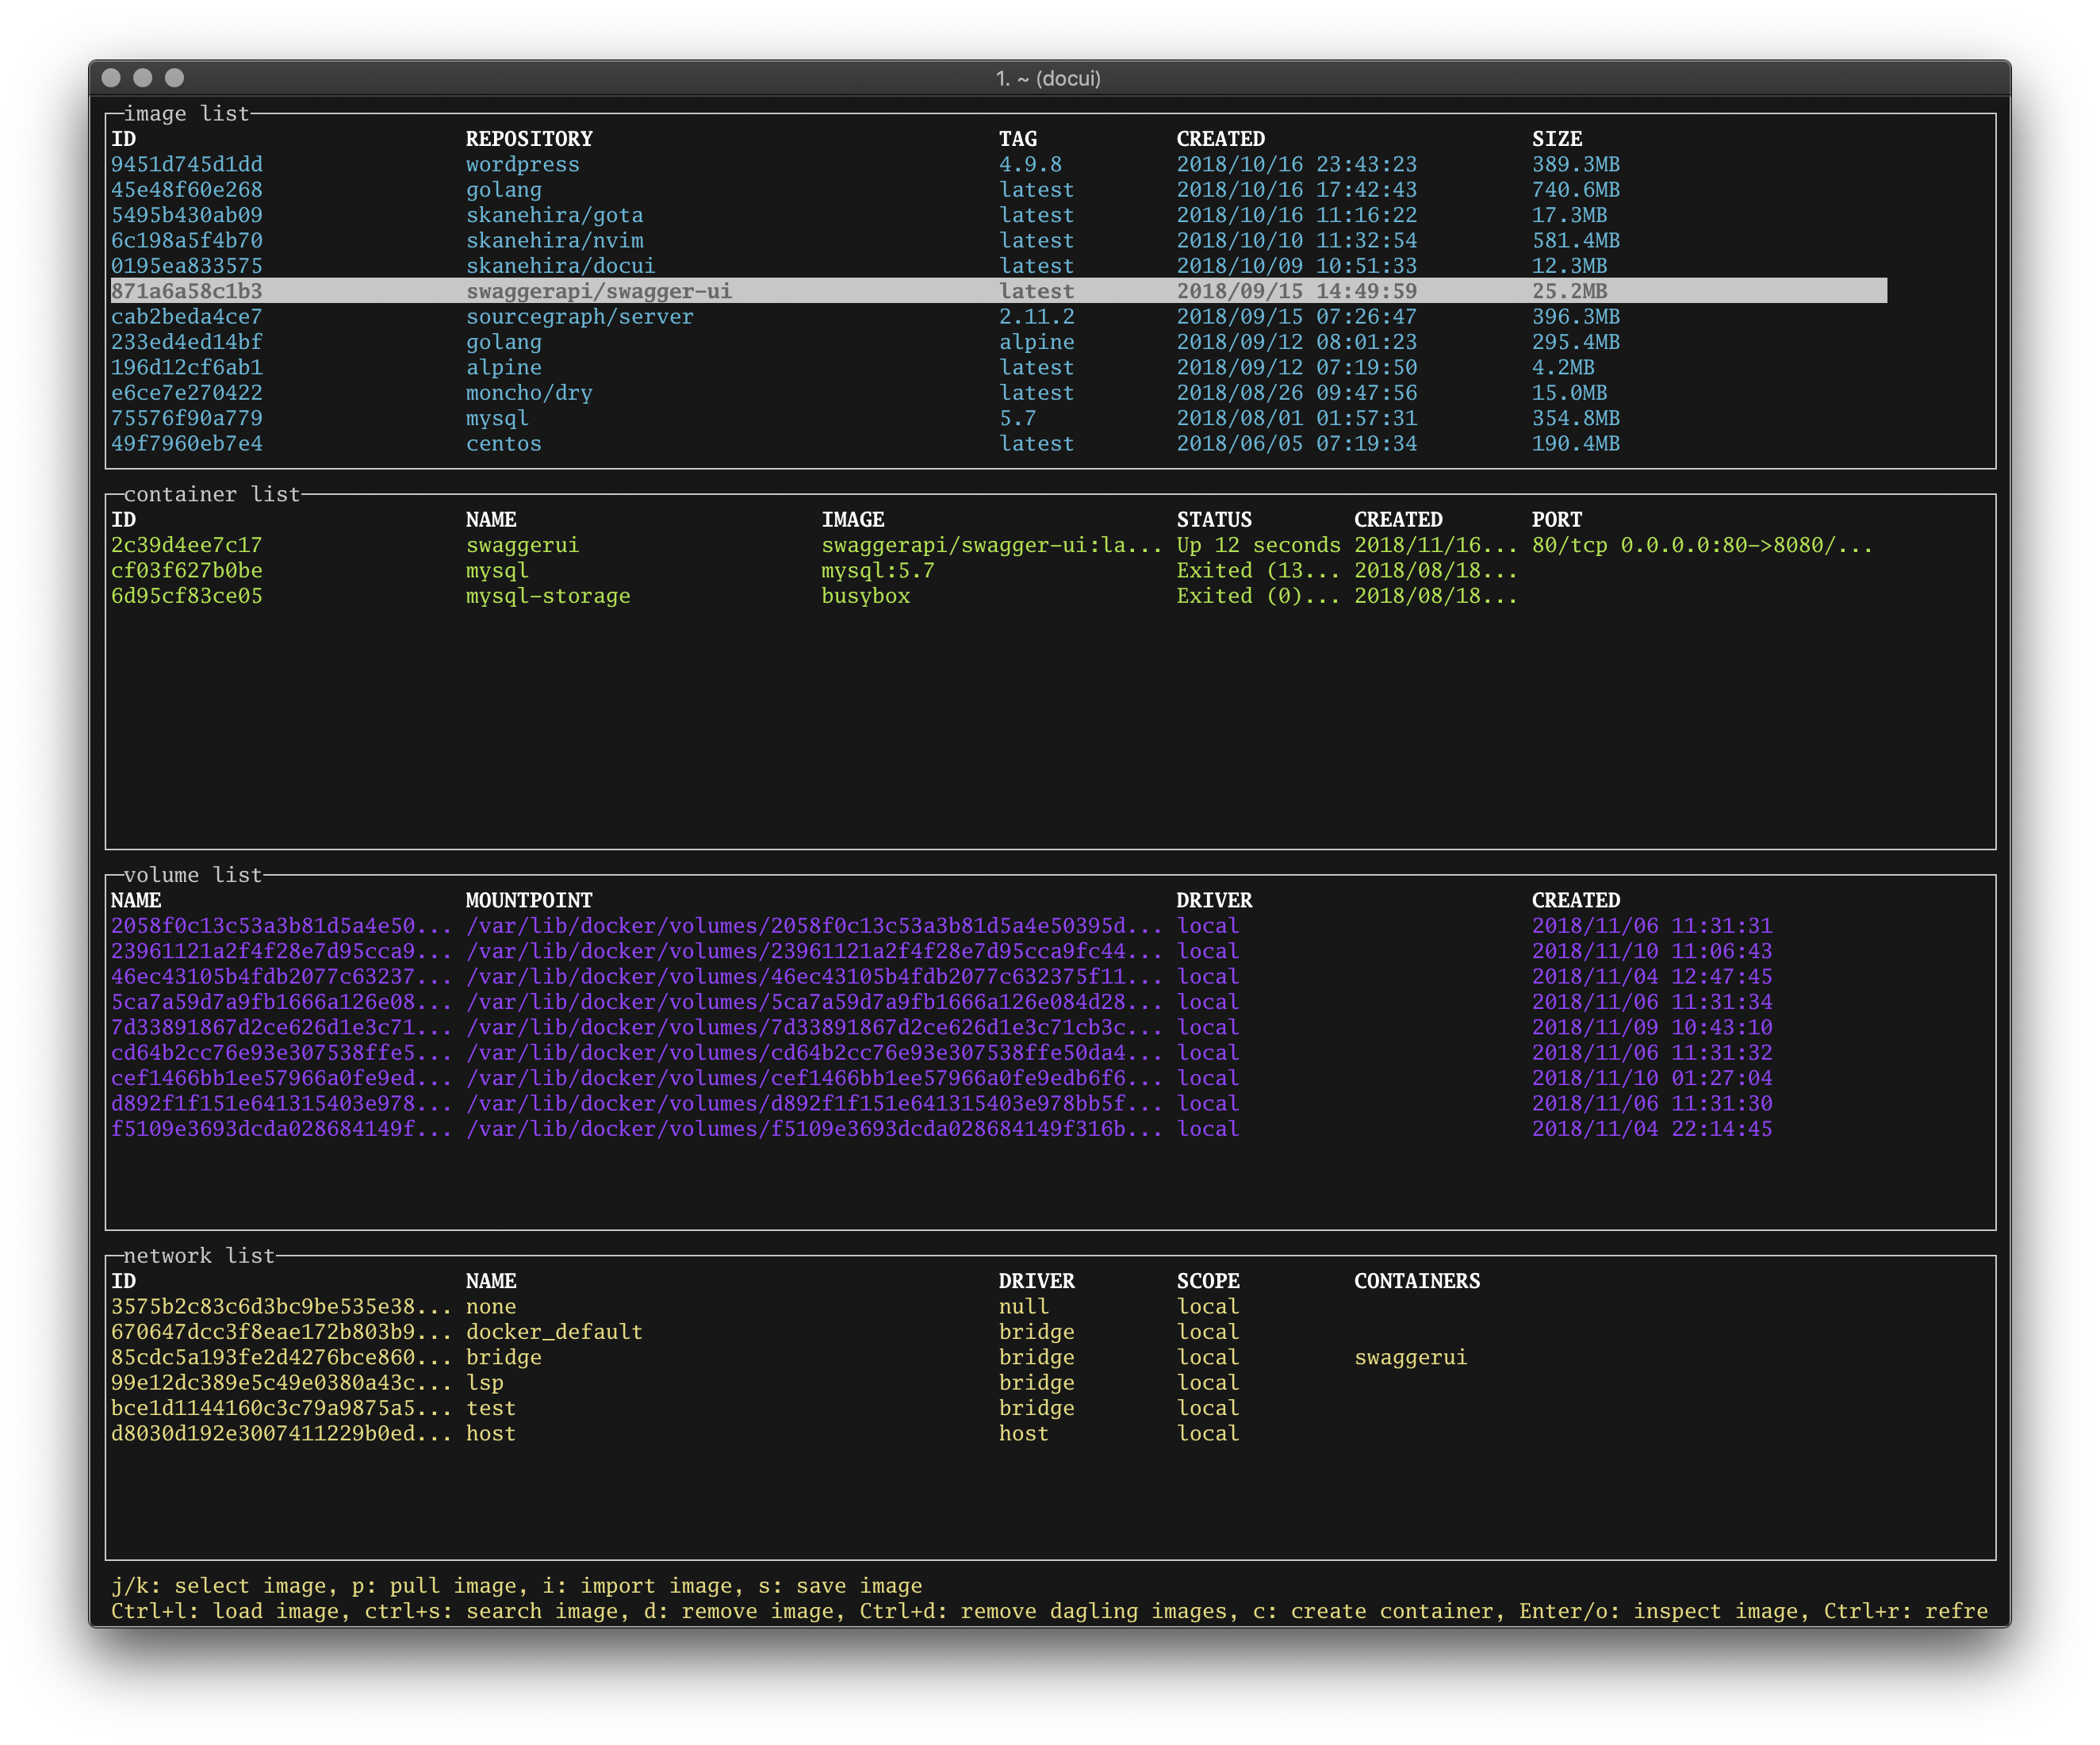 1. ~ (docui)
image list
ID REPOSITORY TAG CREATED SIZE
9451d745d1dd wordpress 4.9.8 2018/10/16 23:43:23 389.3MB
45e48f60e268 golang latest 2018/10/16 17:42:43 740.6MB
5495b430ab09 skanehira/gota latest 2018/10/16 11:16:22 17.3MB
6c198a5f4b70 skanehira/nvim latest 2018/10/10 11:32:54 581.4MB
0195ea833575 skanehira/docui latest 2018/10/09 10:51:33 12.3MB
871a6a58c1b3 swaggerapi/swagger-ui latest 2018/09/15 14:49:59 25.2MB
cab2beda4ce7 sourcegraph/server 2.11.2 2018/09/15 07:26:47 396.3MB
233ed4ed14bf golang alpine 2018/09/12 08:01:23 295.4MB
196d12cf6ab1 alpine latest 2018/09/12 07:19:50 4.2MB
e6ce7e270422 moncho/dry latest 2018/08/26 09:47:56 15.0MB
75576f90a779 mysql 5.7 2018/08/01 01:57:31 354.8MB
49f7960eb7e4 centos latest 2018/06/05 07:19:34 190.4MB
container list
ID NAME IMAGE STATUS CREATED PORT
2c39d4ee7c17 swaggerui swaggerapi/swagger-ui:la... Up 12 seconds 2018/11/16... 80/tcp 0.0.0.0:80->8080/...
cf03f627b0be mysql mysql:5.7 Exited (13... 2018/08/18...
6d95cf83ce05 mysql-storage busybox Exited (0)... 2018/08/18...
volume list
NAME MOUNTPOINT DRIVER CREATED
2058f0c13c53a3b81d5a4e50... /var/lib/docker/volumes/2058f0c13c53a3b81d5a4e50395d... local 2018/11/06 11:31:31
23961121a2f4f28e7d95cca9... /var/lib/docker/volumes/23961121a2f4f28e7d95cca9fc44... local 2018/11/10 11:06:43
46ec43105b4fdb2077c63237... /var/lib/docker/volumes/46ec43105b4fdb2077c632375f11... local 2018/11/04 12:47:45
5ca7a59d7a9fb1666a126e08... /var/lib/docker/volumes/5ca7a59d7a9fb1666a126e084d28... local 2018/11/06 11:31:34
7d33891867d2ce626d1e3c71... /var/lib/docker/volumes/7d33891867d2ce626d1e3c71cb3c... local 2018/11/09 10:43:10
cd64b2cc76e93e307538ffe5... /var/lib/docker/volumes/cd64b2cc76e93e307538ffe50da4... local 2018/11/06 11:31:32
cef1466bb1ee57966a0fe9ed... /var/lib/docker/volumes/cef1466bb1ee57966a0fe9edb6f6... local 2018/11/10 01:27:04
d892f1f151e641315403e978... /var/lib/docker/volumes/d892f1f151e641315403e978bb5f... local 2018/11/06 11:31:30
f5109e3693dcda028684149f... /var/lib/docker/volumes/f5109e3693dcda028684149f316b... local 2018/11/04 22:14:45
network list
ID NAME DRIVER SCOPE CONTAINERS
3575b2c83c6d3bc9be535e38... none null local
670647dcc3f8eae172b803b9... docker_default bridge local
85cdc5a193fe2d4276bce860... bridge bridge local swaggerui
99e12dc389e5c49e0380a43c... lsp bridge local
bce1d1144160c3c79a9875a5... test bridge local
d8030d192e3007411229b0ed... host host local
j/k: select image, p: pull image, i: import image, s: save image
Ctrl+l: load image, ctrl+s: search image, d: remove image, Ctrl+d: remove dagling images, c: create container, Enter/o: inspect image, Ctrl+r: refre